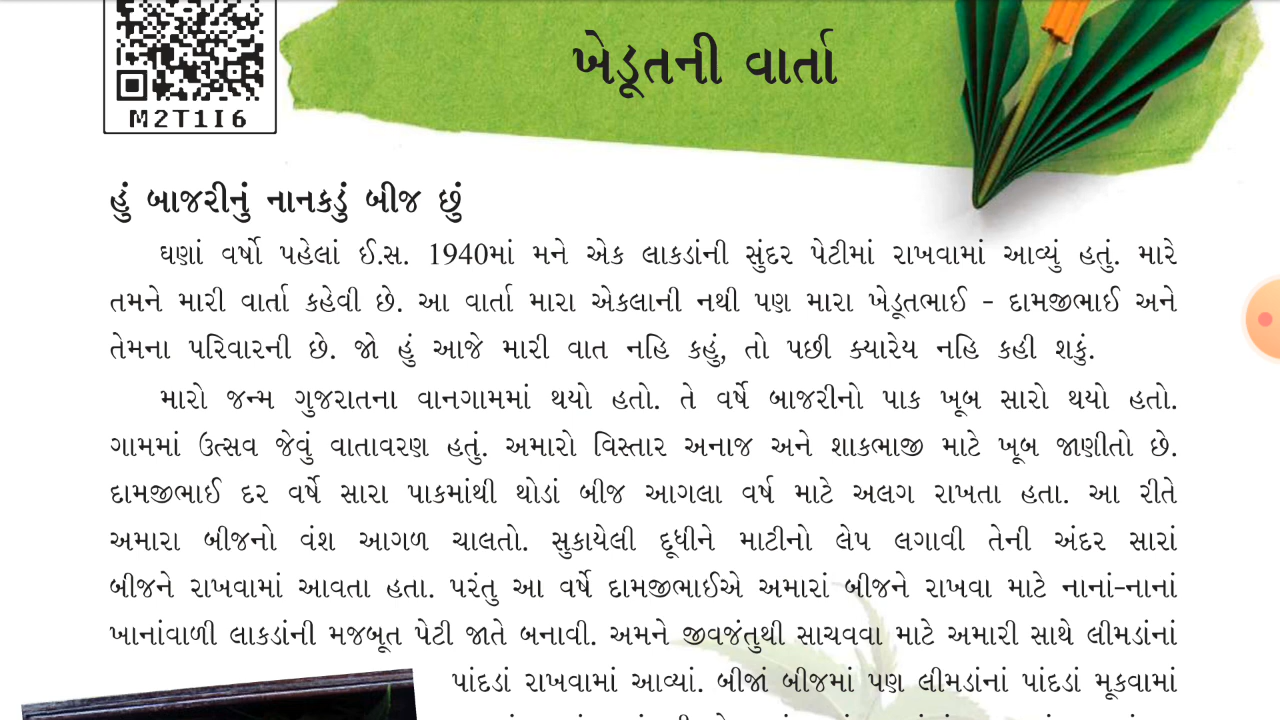 M2T1I6
ખેડૂતની વાર્તા
હું બાજરીનું નાનકડું બીજ છું
ઘણાં વર્ષો પહેલાં ઈ.સ. 1940માં મને એક લાકડાંની સુંદર પેટીમાં રાખવામાં આવ્યું હતું. મારે
તમને મારી વાર્તા કહેવી છે. આ વાર્તા મારા એકલાની નથી પણ મારા ખેડૂતભાઈ - દામજીભાઈ અને
તેમના પરિવારની છે. જો હું આજે મારી વાત નહિ કહું, તો પછી ક્યારેય નહિ કહી શકું.
મારો જન્મ ગુજરાતના વાનગામમાં થયો હતો. તે વર્ષે બાજરીનો પાક ખૂબ સારો થયો હતો.
ગામમાં ઉત્સવ જેવું વાતાવરણ હતું. અમારો વિસ્તાર અનાજ અને શાકભાજી માટે ખૂબ જાણીતો છે.
દામજીભાઈ દર વર્ષે સારા પાકમાંથી થોડાં બીજ આગલા વર્ષ માટે અલગ રાખતા હતા. આ રીતે
અમારા બીજનો વંશ આગળ ચાલતો. સુકાયેલી દૂધીને માટીનો લેપ લગાવી તેની અંદર સારાં
બીજને રાખવામાં આવતા હતા. પરંતુ આ વર્ષે દામજીભાઈએ અમારાં બીજને રાખવા માટે નાનાં-નાનાં
ખાનાંવાળી લાકડાંની મજબૂત પેટી જાતે બનાવી. અમને જીવજંતુથી સાચવવા માટે અમારી સાથે લીમડાંનાં
પાંદડાં રાખવામાં આવ્યાં. બીજાં બીજમાં પણ લીમડાંનાં પાંદડાં મૂકવામાં